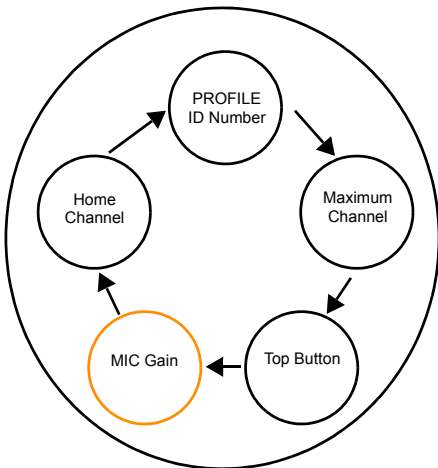 PROFILE
ID Number
Maximum
Channel
Top Button
MIC Gain
Home
Channel